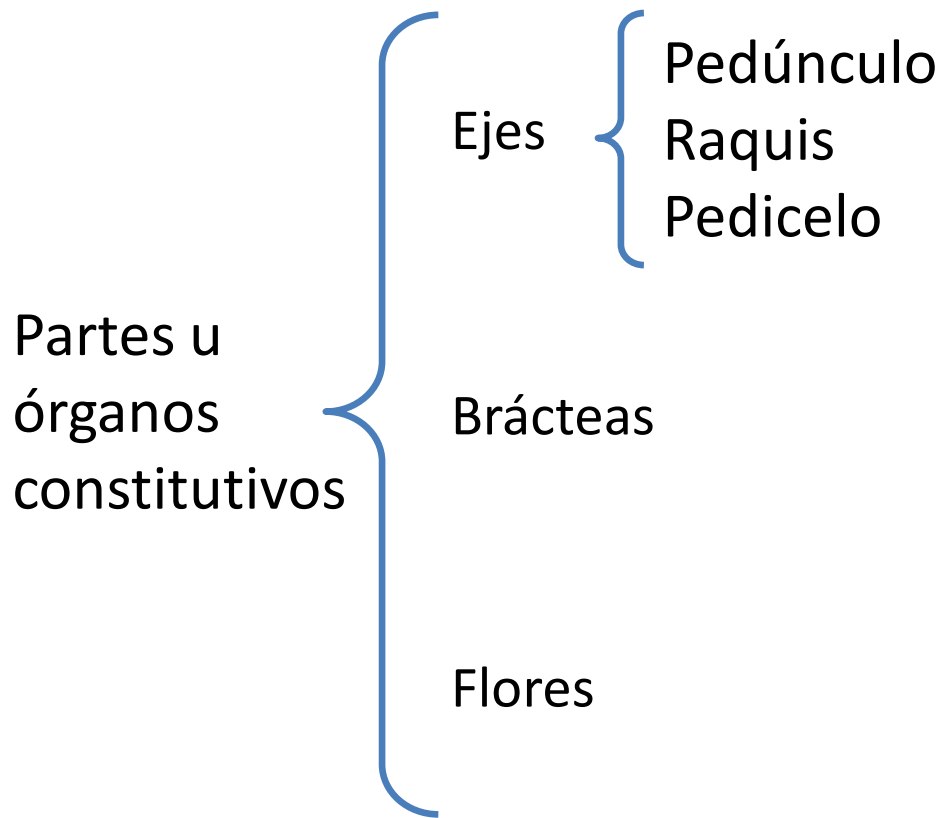 Partes u
órganos
constitutivos
Ejes
Pedúnculo
Raquis
Pedicelo
Brácteas
Flores